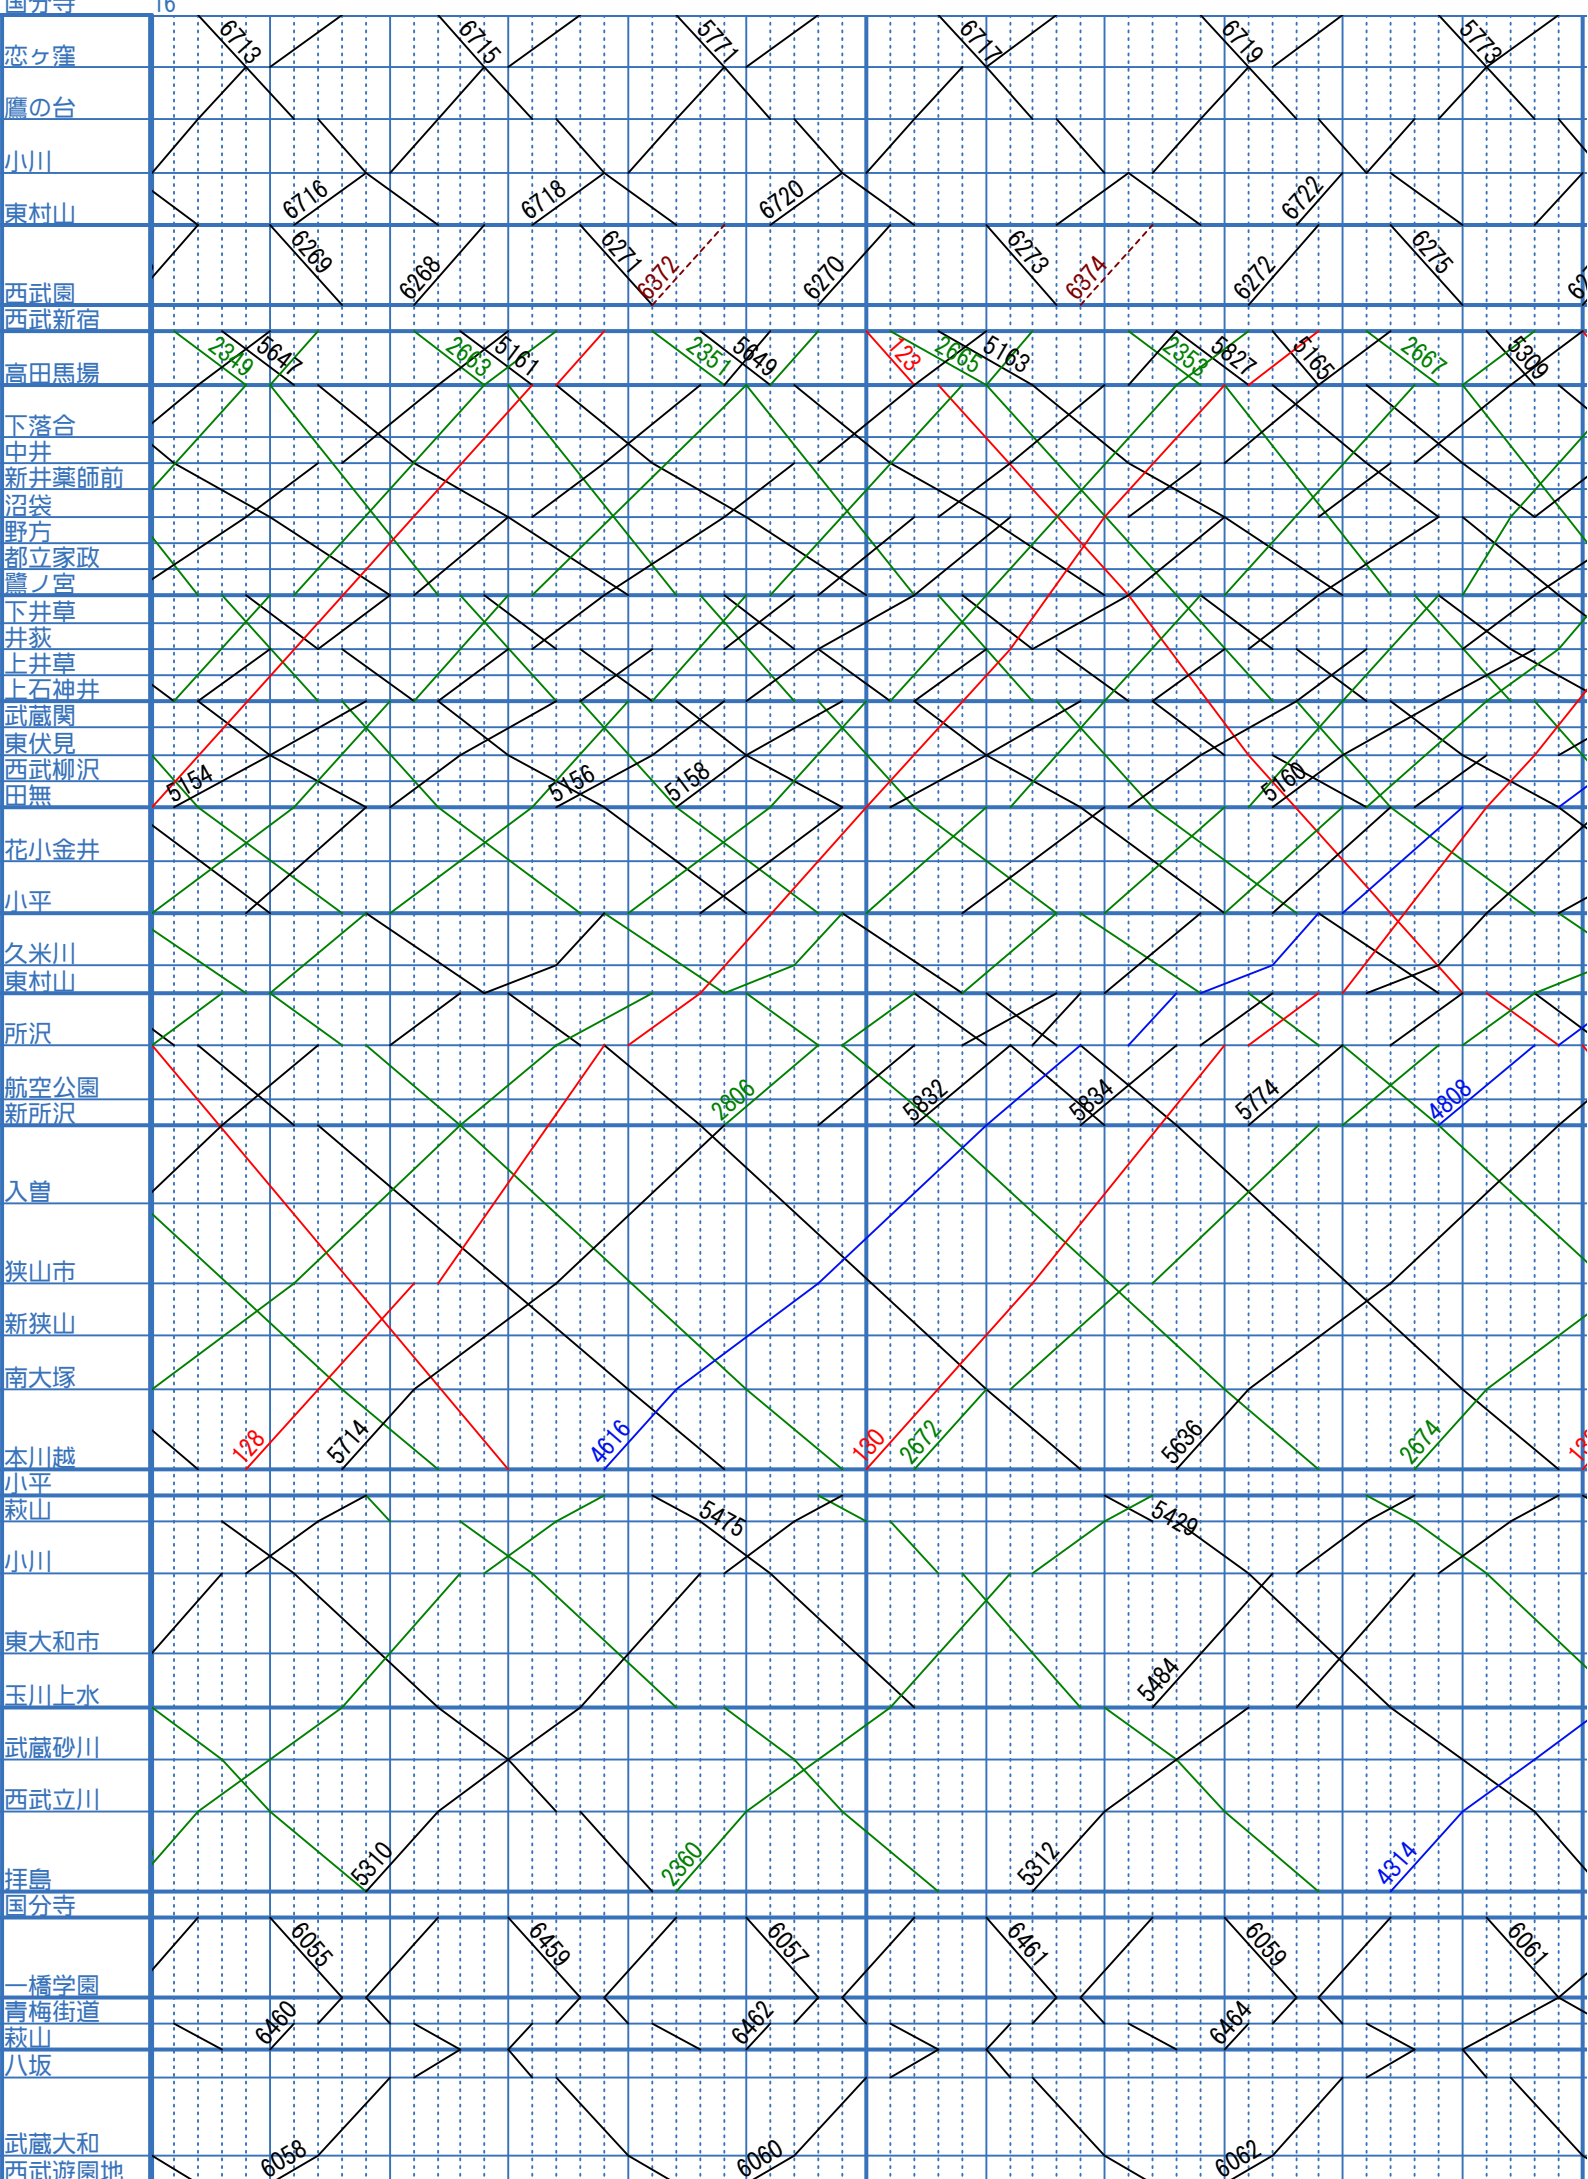 国分寺 16
6713 6715 5771 6717 6719 5773
恋ヶ窪
鷹の台
小川
6716 6718 6720 6722
東村山
6269 6268 6271 6372 6270 6273 6374 6272 6275
西武園
西武新宿
2349 5647 2663 5161 2351 5649 123 2665 5163 2353 5827 5165 2667 5309
高田馬場
下落合
中井
新井薬師前
沼袋
野方
都立家政
鷺ノ宮
下井草
井荻
上井草
上石神井
武蔵関
東伏見
西武柳沢
5154 5156 5158 5160
田無
花小金井
小平
久米川
東村山
所沢
航空公園
2806 5832 5834 5774 4808
新所沢
入曽
狭山市
新狭山
南大塚
128 5714 4616 130 2672 5636 2674
本川越
小平
萩山
5475 5429
小川
東大和市
5484
玉川上水
武蔵砂川
西武立川
5310 2360 5312 4314
拝島
国分寺
6055 6459 6057 6461 6059 6061
一橋学園
青梅街道
6460 6462 6464
萩山
八坂
武蔵大和
6058 6060 6062
西武遊園地